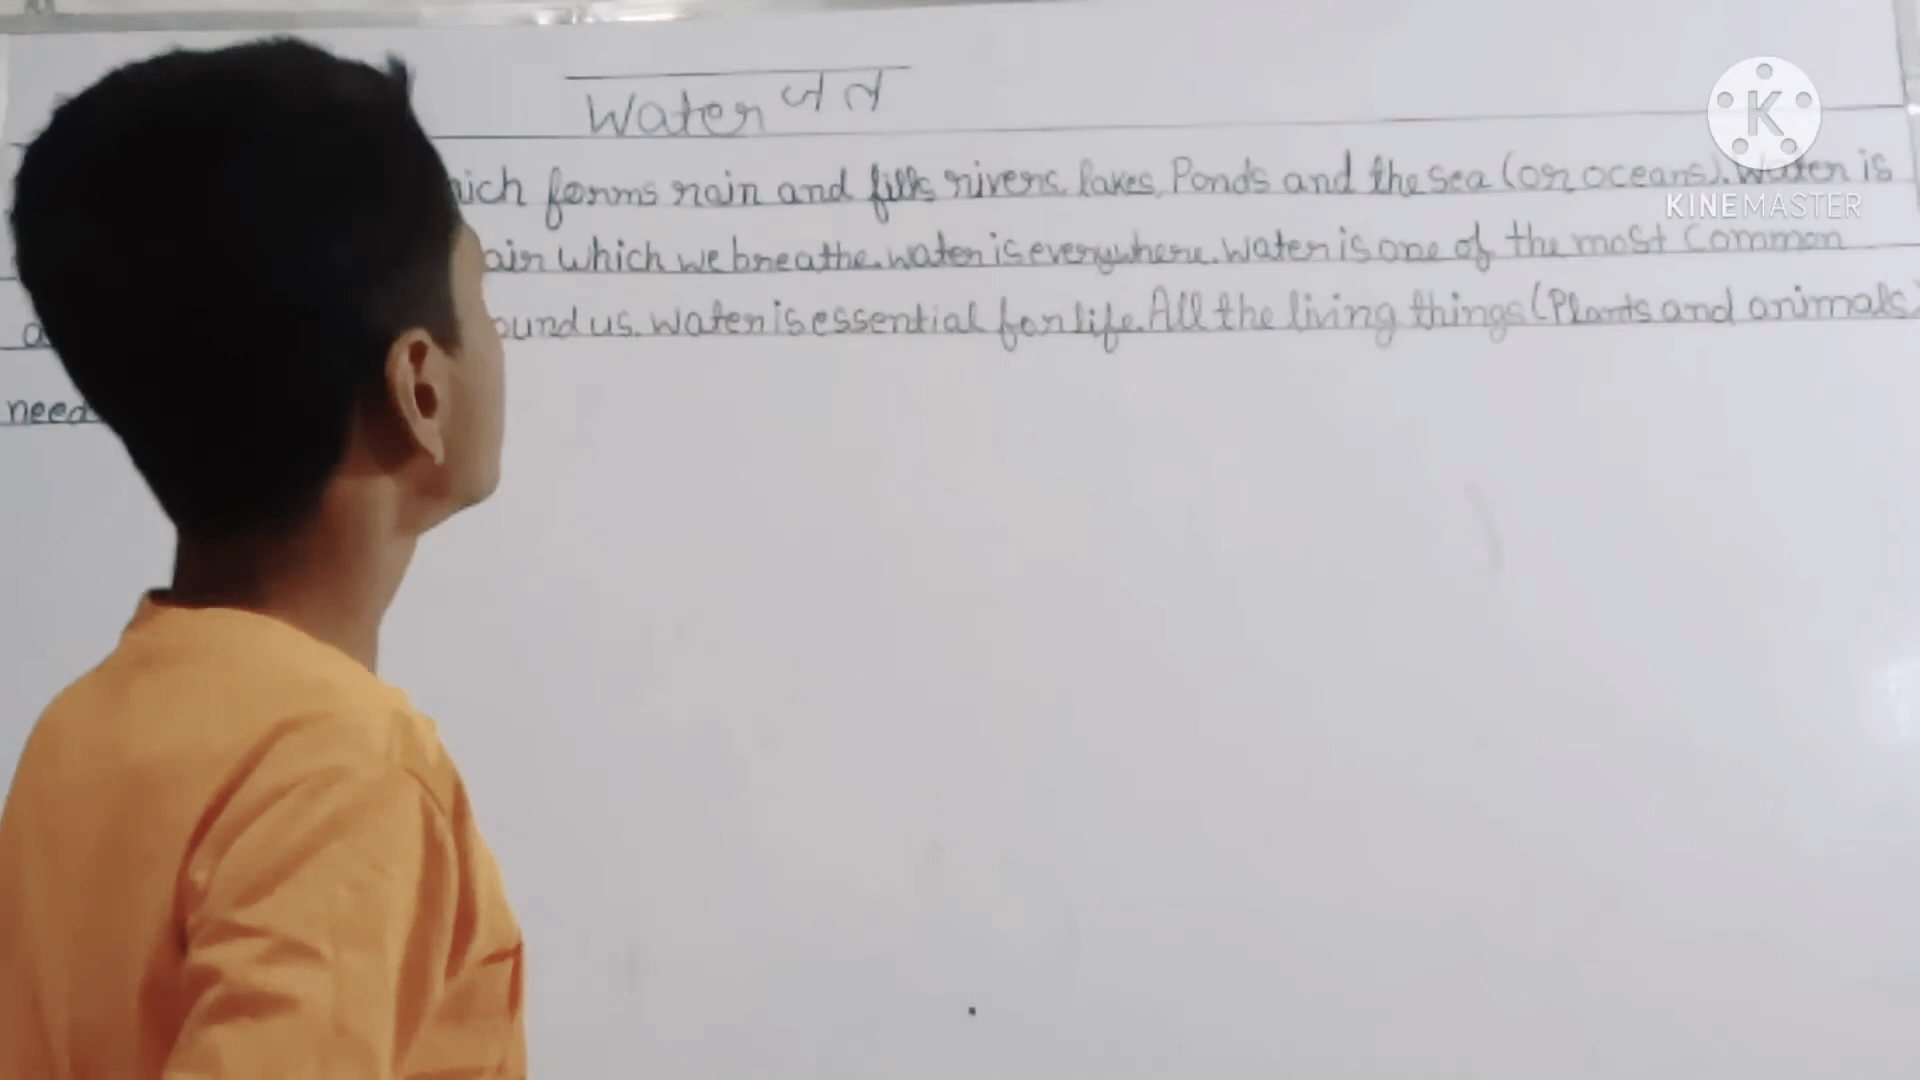 Water जल
which forms rain and fills rivers, lakes, Ponds and the sea (or oceans). Water is
air which we breathe. water is everywhere. Water is one of the most Common
around us. water is essential for life. All the living things (Plants and animals)
need
K
KINEMASTER